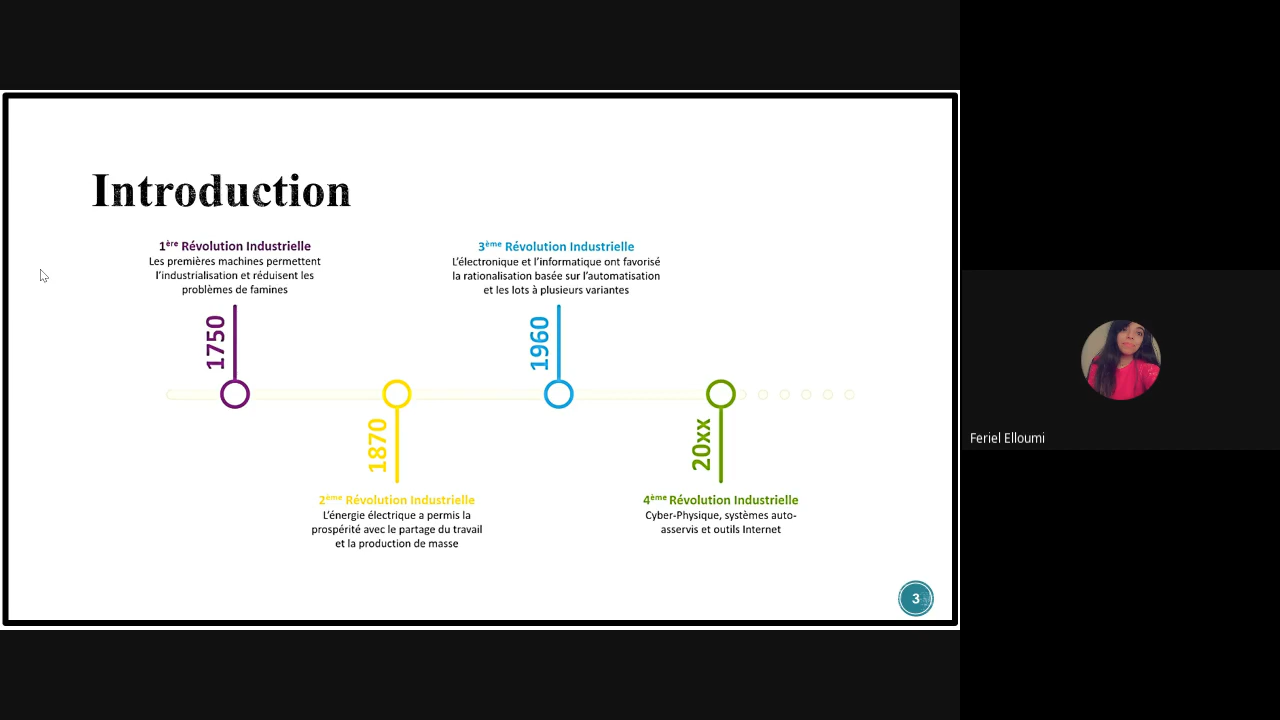 Introduction
1ère Révolution Industrielle
Les premières machines permettent
l'industrialisation et réduisent les
problèmes de famines
1750
3ème Révolution Industrielle
L'électronique et l'informatique ont favorisé
la rationalisation basée sur l'automatisation
et les lots à plusieurs variantes
1960
1870
2ème Révolution Industrielle
L'énergie électrique a permis la
prospérité avec le partage du travail
et la production de masse
20xx
4ème Révolution Industrielle
Cyber-Physique, systèmes auto-
asservis et outils Internet
3
Feriel Elloumi